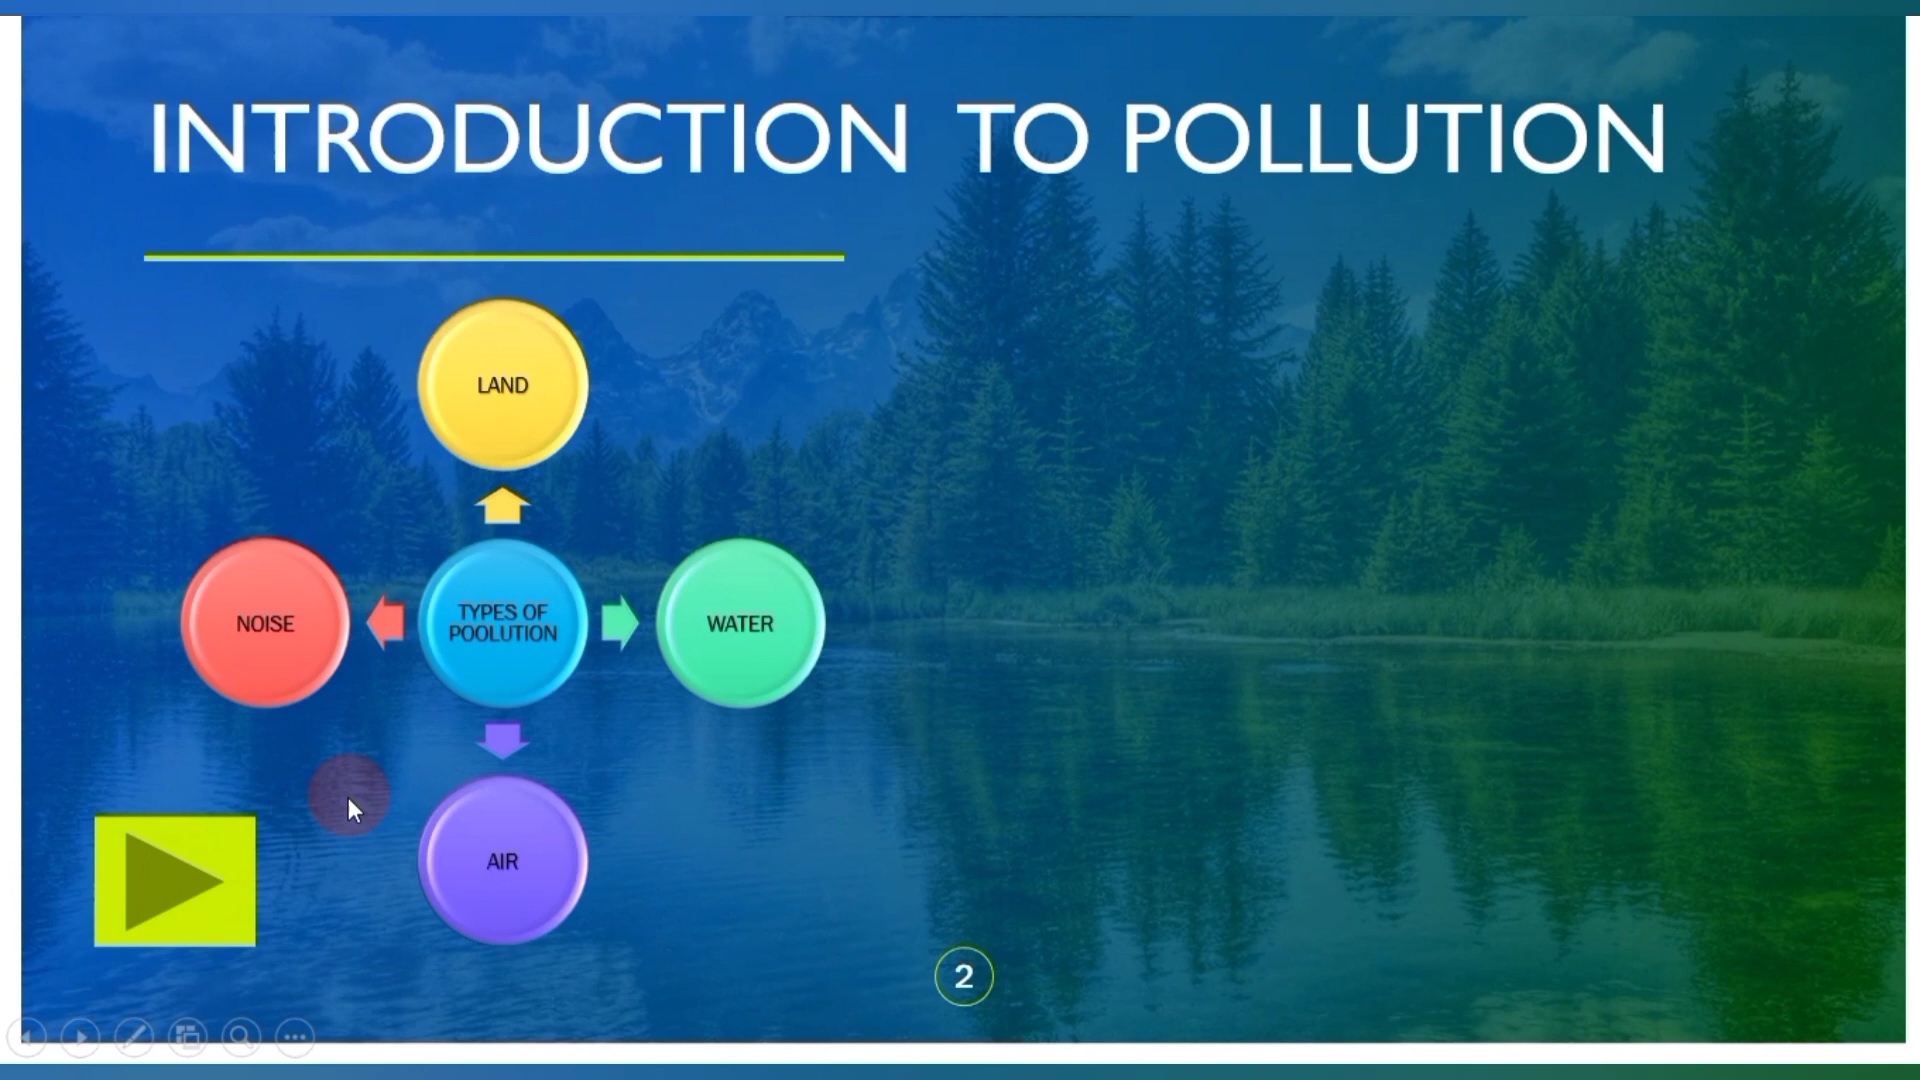 INTRODUCTION TO POLLUTION
LAND
NOISE
TYPES OF
POOLUTION
WATER
AIR
2